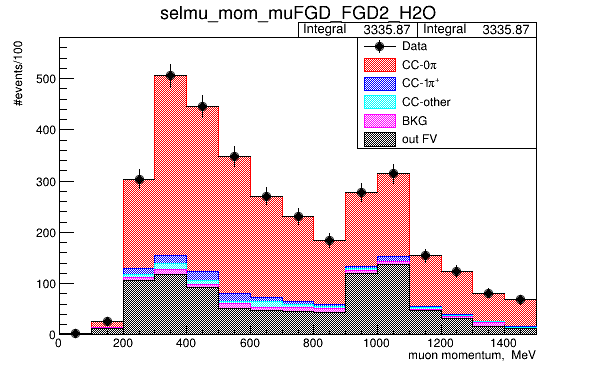 selmu_mom_muFGD_FGD2_H2O
Integral 3335.87 Integral 3335.87
#events/100
Data
CC-0π
CC-1π⁺
CC-other
BKG
out FV
500
400
300
200
100
0
0 200 400 600 800 1000 1200 1400
muon momentum, MeV